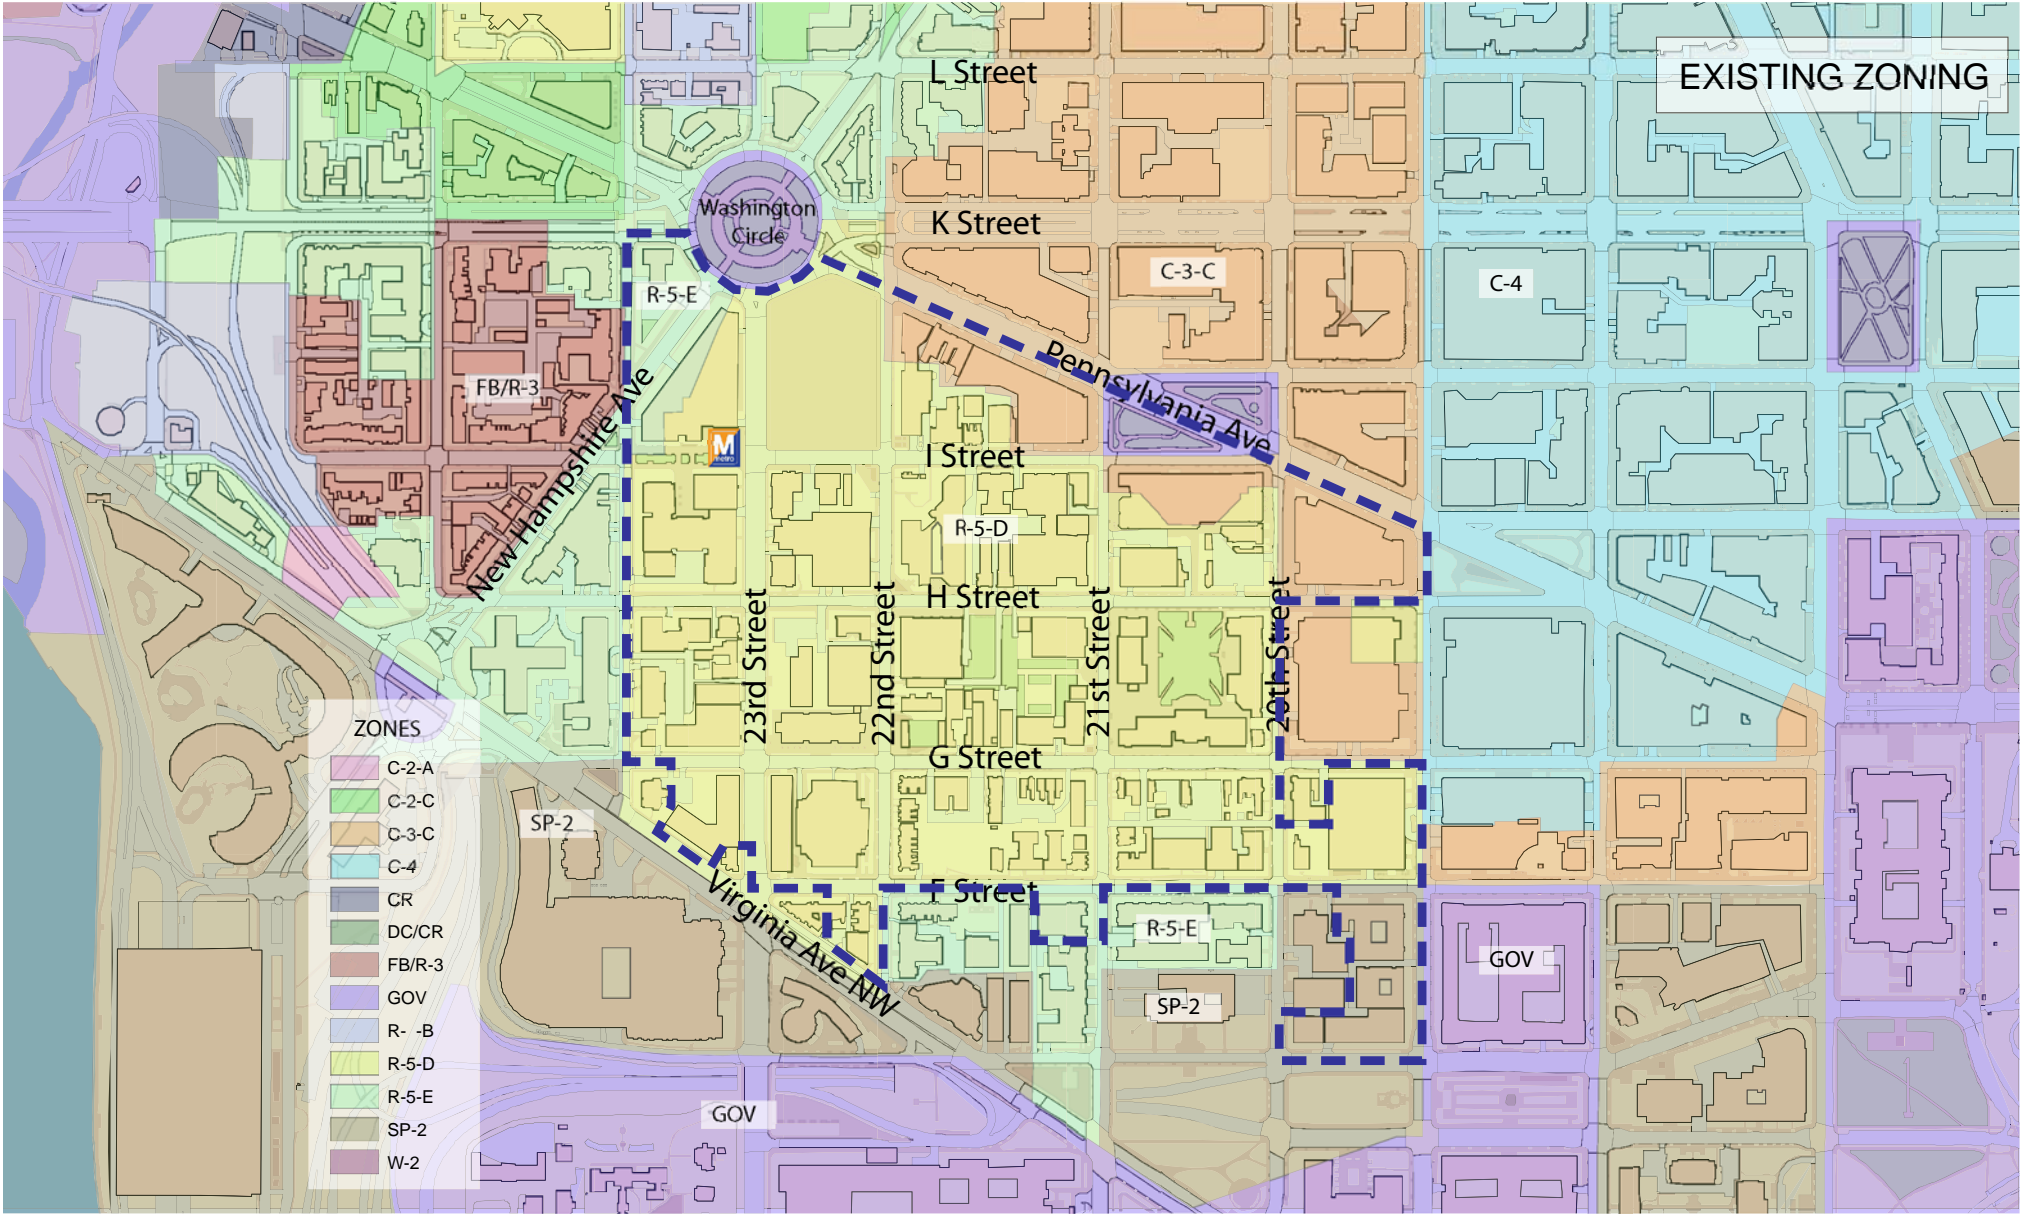 EXISTING ZONING
L Street
Washington
Circle
K Street
C-3-C
C-4
R-5-E
Pennsylvania Ave
FB/R-3
New Hampshire Ave
M
metro
I Street
R-5-D
H Street
23rd Street
22nd Street
21st Street
20th Street
G Street
SP-2
F Street
Virginia Ave NW
R-5-E
GOV
SP-2
GOV
ZONES
C-2-A
C-2-C
C-3-C
C-4
CR
DC/CR
FB/R-3
GOV
R- -B
R-5-D
R-5-E
SP-2
W-2